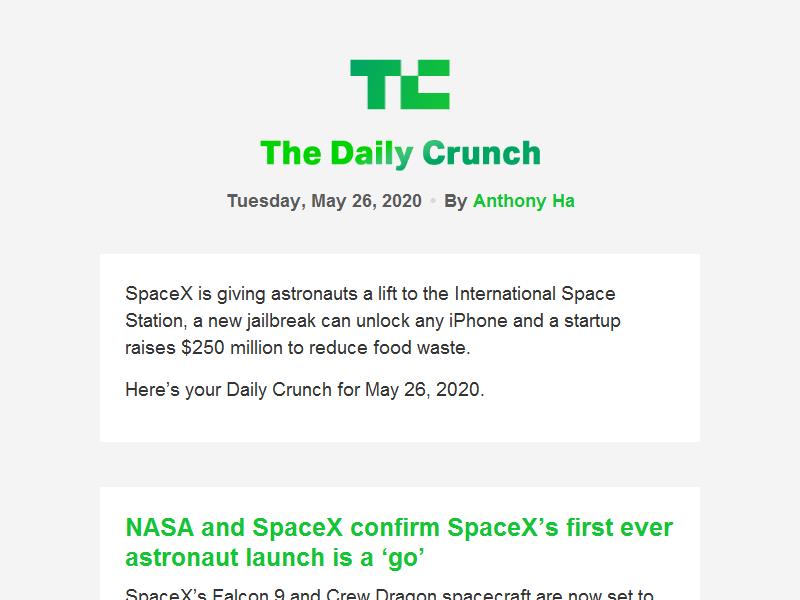 TC
The Daily Crunch
Tuesday, May 26, 2020 • By Anthony Ha
SpaceX is giving astronauts a lift to the International Space
Station, a new jailbreak can unlock any iPhone and a startup
raises $250 million to reduce food waste.
Here’s your Daily Crunch for May 26, 2020.
NASA and SpaceX confirm SpaceX’s first ever
astronaut launch is a ‘go’
SpaceX’s Falcon 9 and Crew Dragon spacecraft are now set to